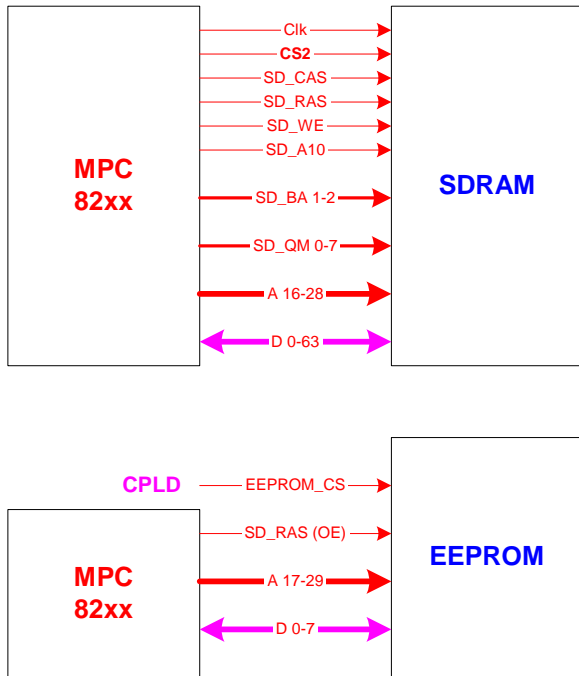 Clk
CS2
SD_CAS
SD_RAS
SD_WE
SD_A10
MPC
82xx
SDRAM
SD_BA 1-2
SD_QM 0-7
A 16-28
D 0-63
CPLD
EEPROM_CS
SD_RAS (OE)
EEPROM
MPC
82xx
A 17-29
D 0-7